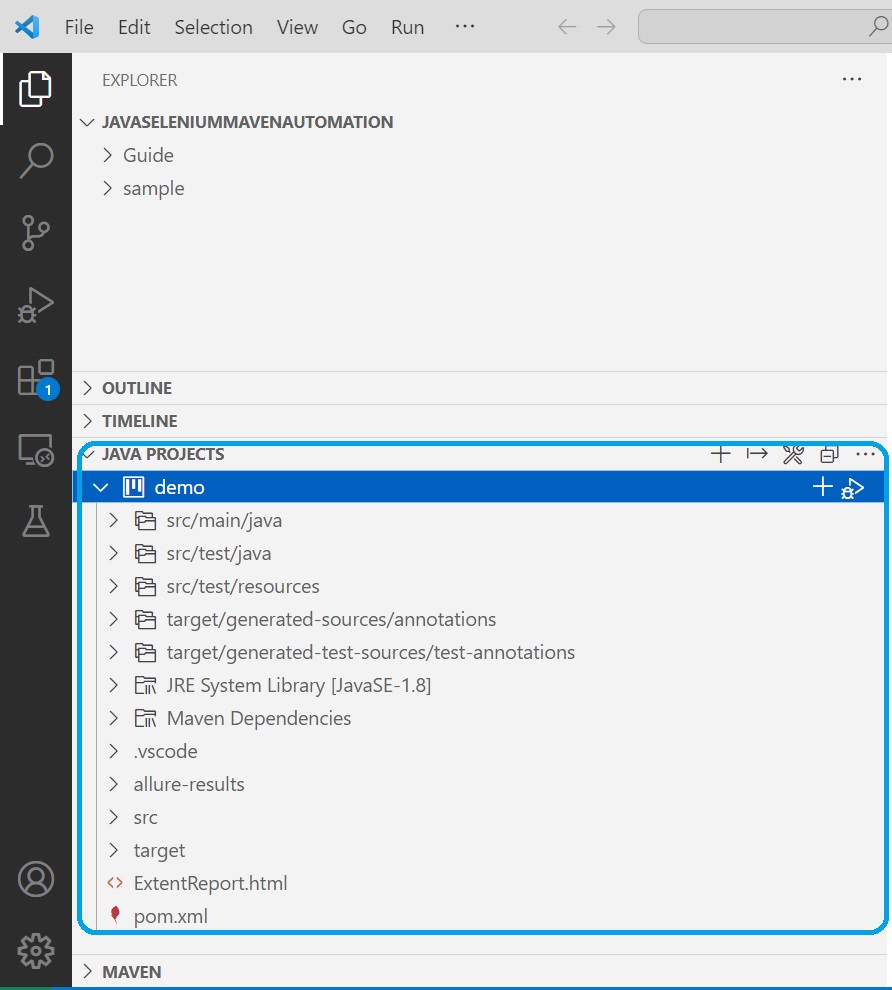 File Edit Selection View Go Run ...
EXPLORER ...
JAVASELENIUMMAVENAUTOMATION
Guide
sample
1
OUTLINE
TIMELINE
JAVA PROJECTS ...
demo
src/main/java
src/test/java
src/test/resources
target/generated-sources/annotations
target/generated-test-sources/test-annotations
JRE System Library [JavaSE-1.8]
Maven Dependencies
.vscode
allure-results
src
target
ExtentReport.html
pom.xml
MAVEN